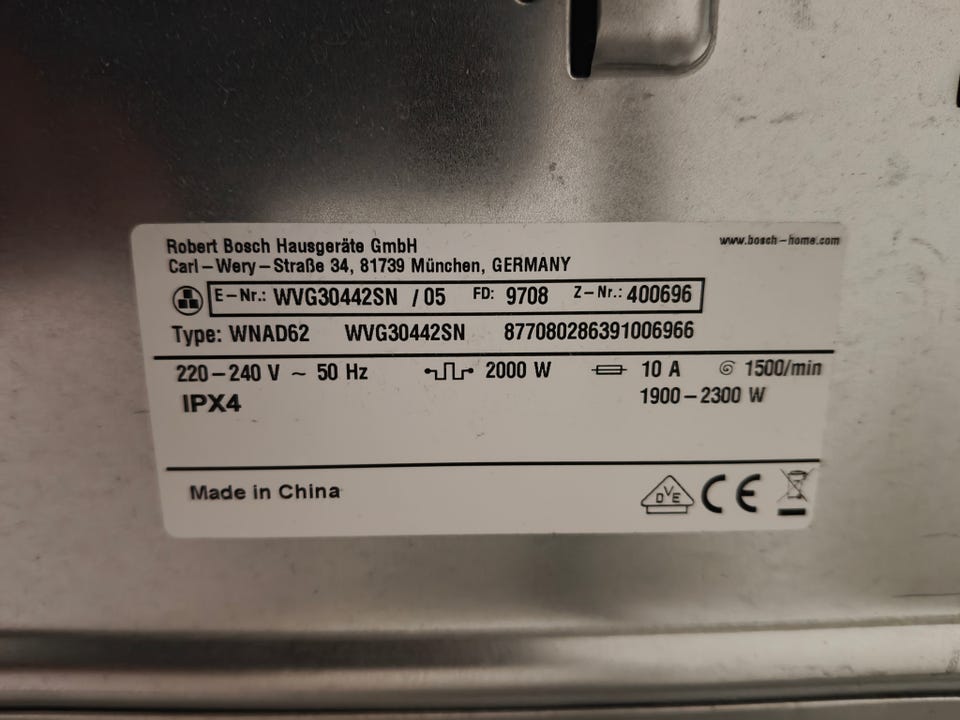 Robert Bosch Hausgeräte GmbH
www.bosch-home.com
Carl-Wery-Straße 34, 81739 München, GERMANY
E-Nr.: WVG30442SN /05 FD: 9708 Z-Nr.: 400696
Type: WNAD62 WVG30442SN 877080286391006966
220-240 V ~ 50 Hz 2000 W 10 A 1500/min
IPX4 1900-2300 W
Made in China
DVE CE